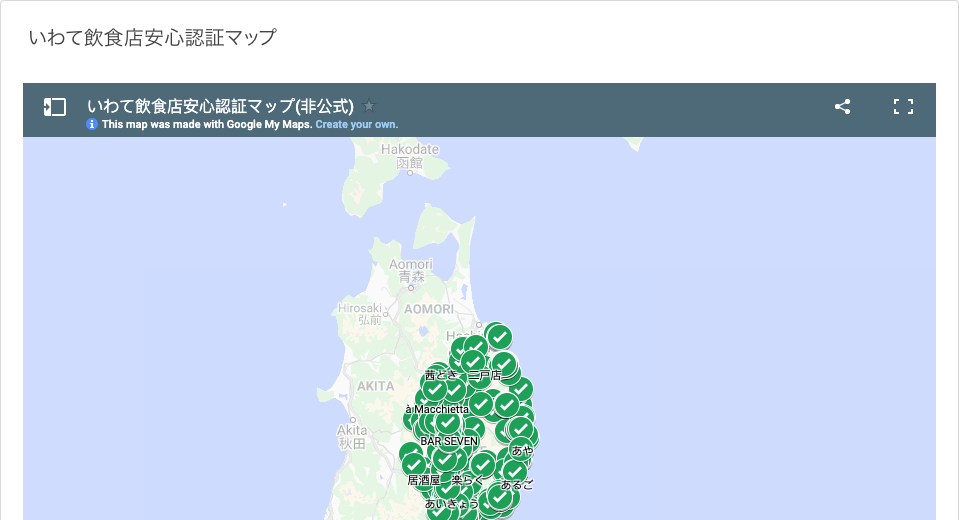 いわて飲食店安心認証マップ
いわて飲食店安心認証マップ(非公式)
This map was made with Google My Maps. Create your own.
Hakodate
函館
Aomori
青森
Hirosaki
弘前
AOMORI
茜とき
二戸店
AKITA
à Macchietta
Akita
秋田
BAR SEVEN
あや
居酒屋
楽らく
あるご
あいきょう